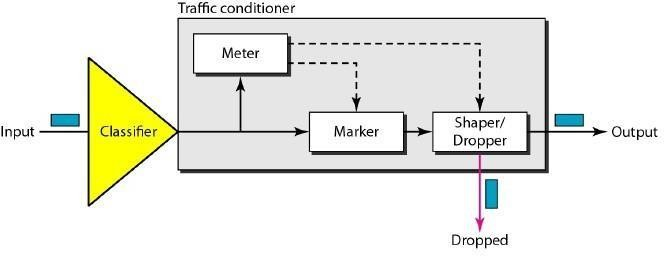 Traffic conditioner
Meter
Input
Classifier
Marker
Shaper/
Dropper
Output
Dropped